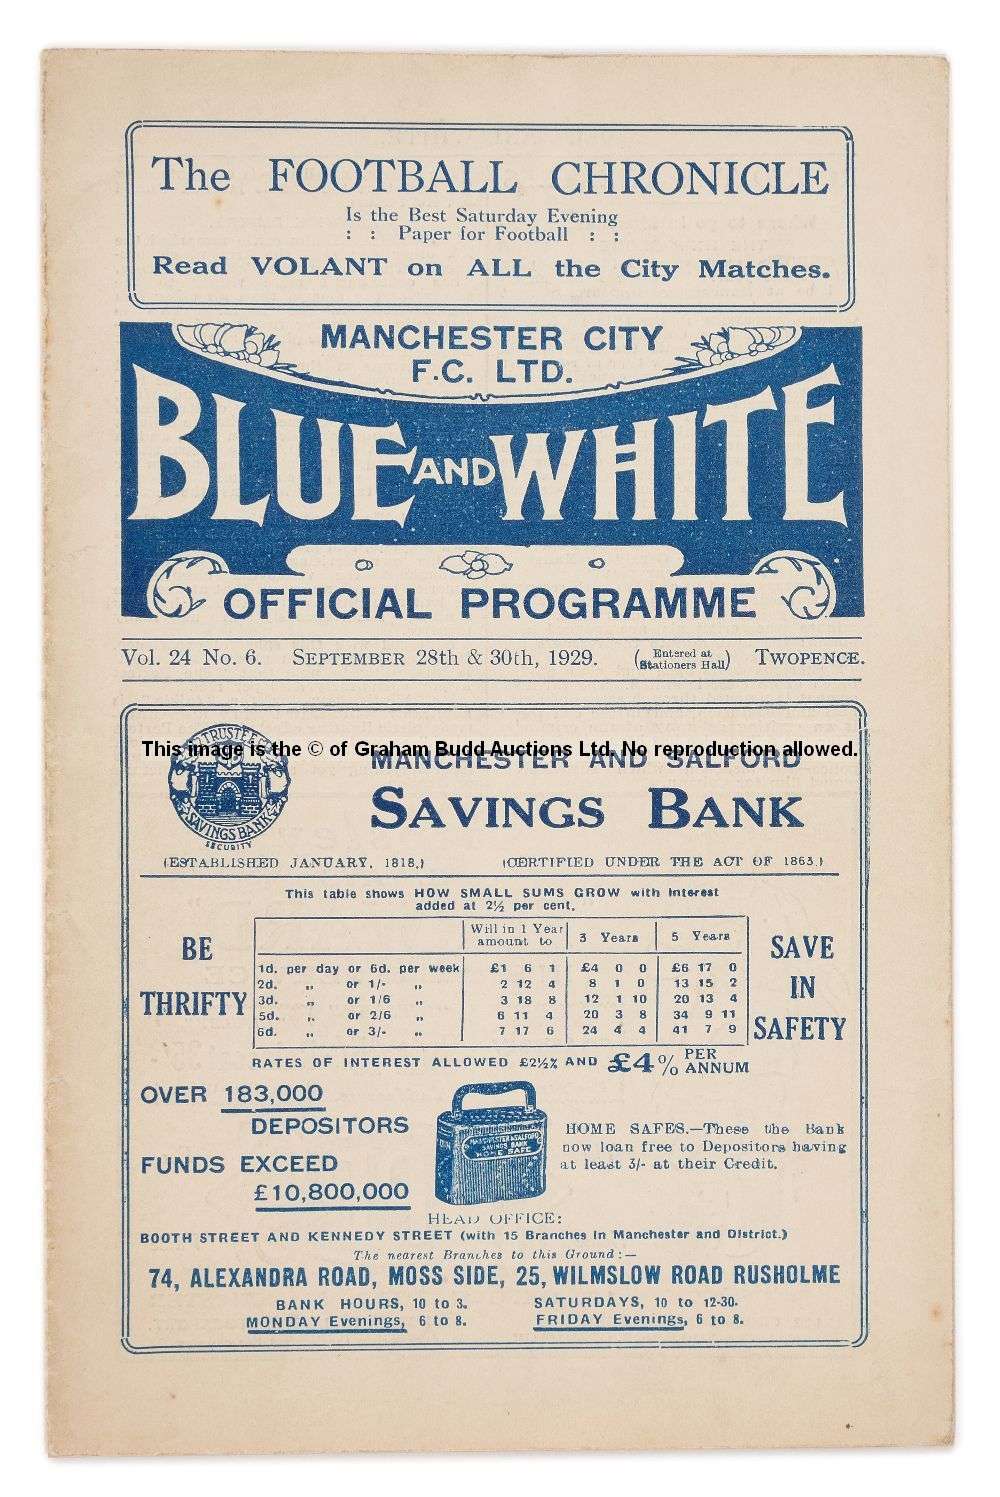 The FOOTBALL CHRONICLE
Is the Best Saturday Evening
: : Paper for Football : :
Read VOLANT on ALL the City Matches.
MANCHESTER CITY
F.C. LTD.
BLUE AND WHITE
OFFICIAL PROGRAMME
Vol. 24 No. 6. SEPTEMBER 28th & 30th, 1929. (Entered at Stationers Hall) TWOPENCE.
This image is the © of Graham Budd Auctions Ltd. No reproduction allowed.
TRUSTEE
SAVINGS BANK
SECURITY
MANCHESTER AND SALFORD
SAVINGS BANK
(ESTABLISHED JANUARY, 1818.) (CERTIFIED UNDER THE ACT OF 1863.)
This table shows HOW SMALL SUMS GROW with Interest
added at 2½ per cent.
BE
THRIFTY
Will in 1 Year amount to 3 Years 5 Years
1d. per day or 6d. per week £1 6 1 £4 0 0 £6 17 0
2d. „ or 1/- „ 2 12 4 8 1 0 13 15 2
3d. „ or 1/6 „ 3 18 8 12 1 10 20 13 4
5d. „ or 2/6 „ 6 11 4 20 3 8 34 9 11
6d. „ or 3/- „ 7 17 6 24 4 4 41 7 9
SAVE
IN
SAFETY
RATES OF INTEREST ALLOWED £2½% AND £4% PER ANNUM
OVER 183,000
DEPOSITORS
FUNDS EXCEED
£10,800,000
MANCHESTER & SALFORD
SAVINGS BANK
HOME SAFE
HOME SAFES.—These the Bank
now loan free to Depositors having
at least 3/- at their Credit.
HEAD OFFICE:
BOOTH STREET AND KENNEDY STREET (with 15 Branches in Manchester and District.)
The nearest Branches to this Ground:—
74, ALEXANDRA ROAD, MOSS SIDE, 25, WILMSLOW ROAD RUSHOLME
BANK HOURS, 10 to 3. SATURDAYS, 10 to 12-30.
MONDAY Evenings, 6 to 8. FRIDAY Evenings, 6 to 8.